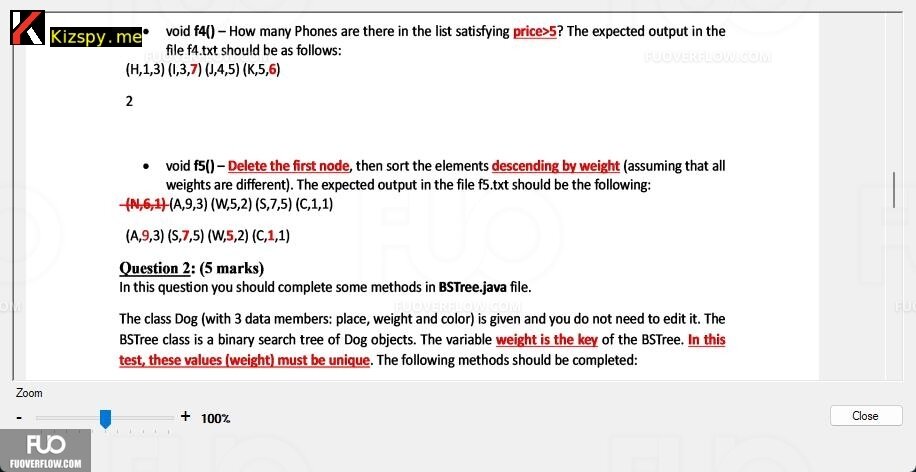 Kizspy.me
• void f4() – How many Phones are there in the list satisfying price>5? The expected output in the
file f4.txt should be as follows:
FUOVERFLOW.COM FUOVERFLOW.COM
(H,1,3) (I,3,7) (J,4,5) (K,5,6)
2
• void f5() – Delete the first node, then sort the elements descending by weight (assuming that all
weights are different). The expected output in the file f5.txt should be the following:
(N,6,1) (A,9,3) (W,5,2) (S,7,5) (C,1,1)
FUO
(A,9,3) (S,7,5) (W,5,2) (C,1,1)
Question 2: (5 marks)
In this question you should complete some methods in BSTree.java file.
FUOVERFLOW.COM
The class Dog (with 3 data members: place, weight and color) is given and you do not need to edit it. The
BSTree class is a binary search tree of Dog objects. The variable weight is the key of the BSTree. In this
test, these values (weight) must be unique. The following methods should be completed:
Zoom
- + 100%
Close
FUO
FUOVERFLOW.COM